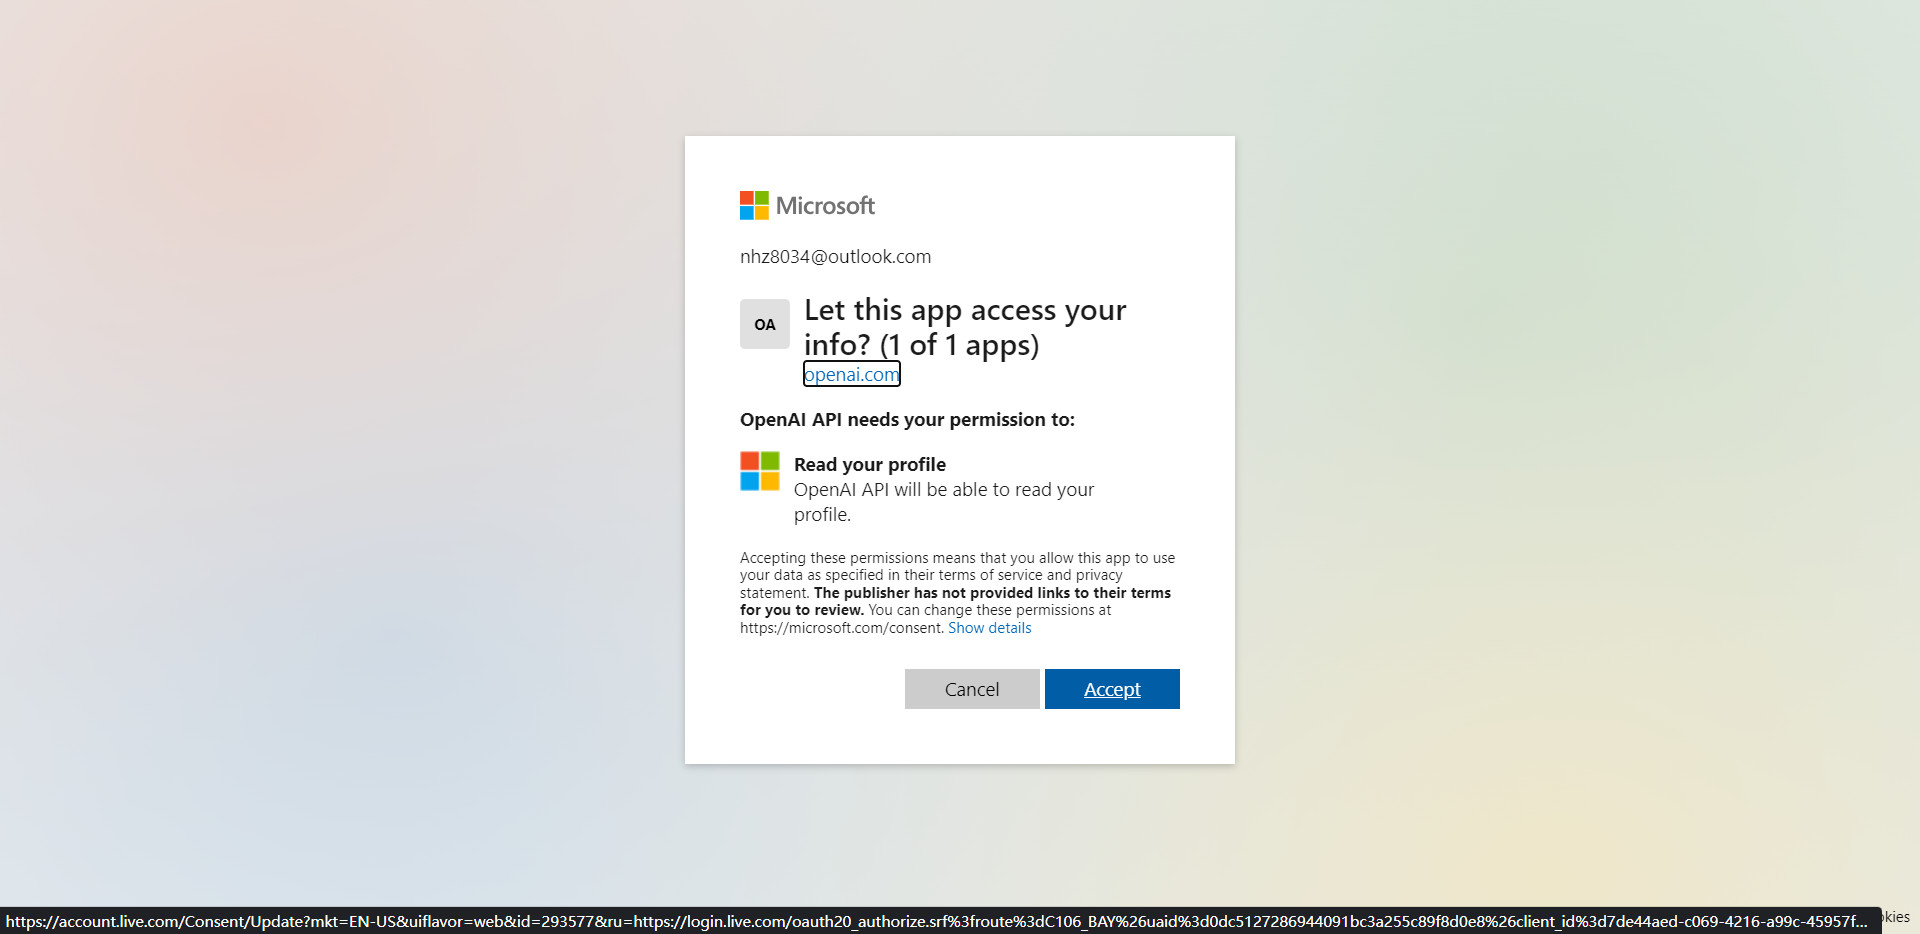 Microsoft
nhz8034@outlook.com
OA
Let this app access your
info? (1 of 1 apps)
openai.com
OpenAI API needs your permission to:
Read your profile
OpenAI API will be able to read your
profile.
Accepting these permissions means that you allow this app to use
your data as specified in their terms of service and privacy
statement. The publisher has not provided links to their terms
for you to review. You can change these permissions at
https://microsoft.com/consent. Show details
Cancel
Accept
https://account.live.com/Consent/Update?mkt=EN-US&uiflavor=web&id=293577&ru=https://login.live.com/oauth20_authorize.srf%3froute%3dC106_BAY%26uaid%3d0dc5127286944091bc3a255c89f8d0e8%26client_id%3d7de44aed-c069-4216-a99c-45957f...